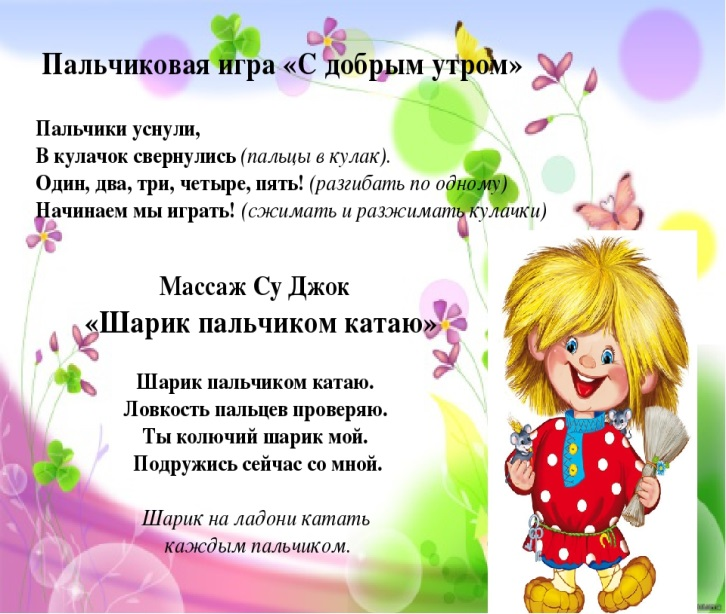 Пальчиковая игра «С добрым утром»
Пальчики уснули,
В кулачок свернулись (пальцы в кулак).
Один, два, три, четыре, пять! (разгибать по одному)
Начинаем мы играть! (сжимать и разжимать кулачки)
Массаж Су Джок
«Шарик пальчиком катаю»
Шарик пальчиком катаю.
Ловкость пальцев проверяю.
Ты колючий шарик мой.
Подружись сейчас со мной.
Шарик на ладони катать
каждым пальчиком.